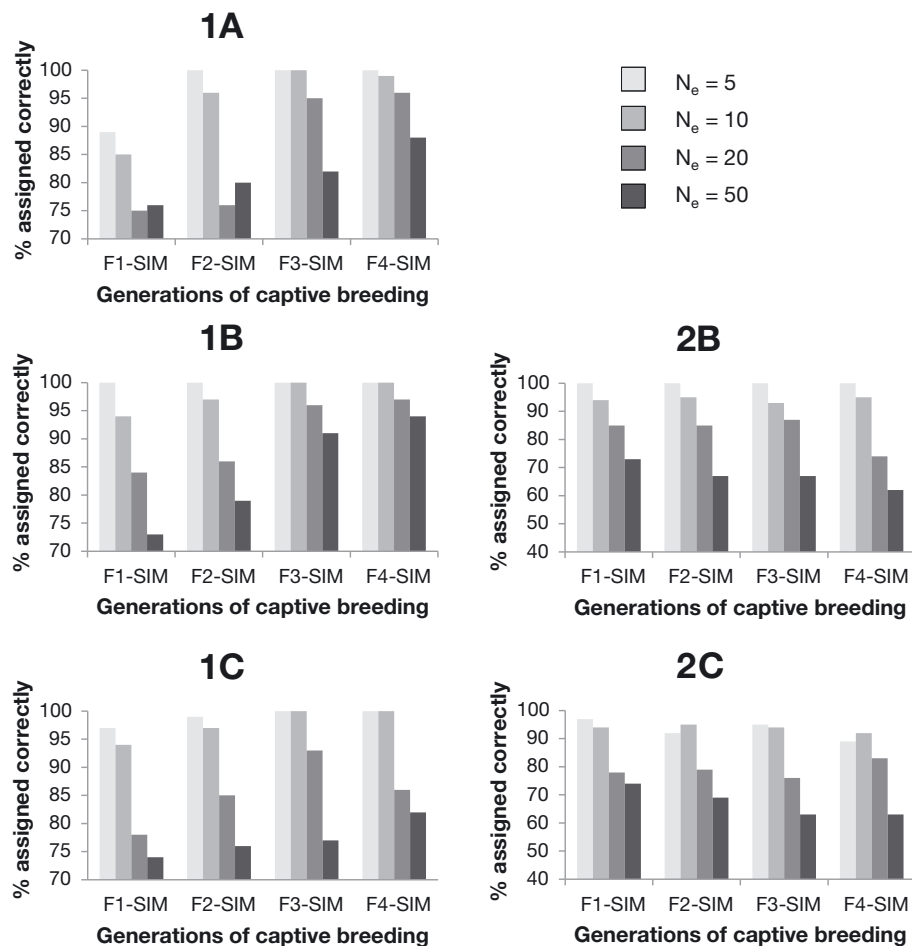 1A
% assigned correctly
100
95
90
85
80
75
70
F1-SIM F2-SIM F3-SIM F4-SIM
Generations of captive breeding
Ne = 5
Ne = 10
Ne = 20
Ne = 50
1B
% assigned correctly
100
95
90
85
80
75
70
F1-SIM F2-SIM F3-SIM F4-SIM
Generations of captive breeding
2B
% assigned correctly
100
90
80
70
60
50
40
F1-SIM F2-SIM F3-SIM F4-SIM
Generations of captive breeding
1C
% assigned correctly
100
95
90
85
80
75
70
F1-SIM F2-SIM F3-SIM F4-SIM
Generations of captive breeding
2C
% assigned correctly
100
90
80
70
60
50
40
F1-SIM F2-SIM F3-SIM F4-SIM
Generations of captive breeding